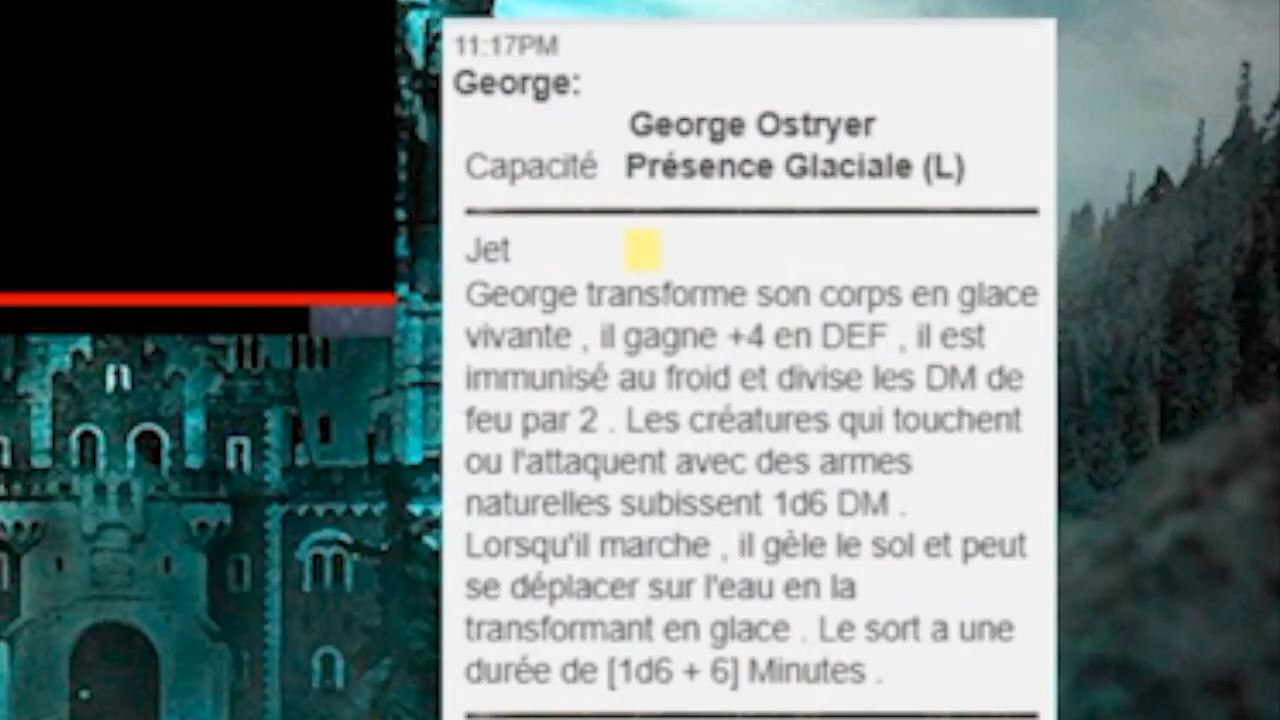 11:17PM
George:
George Ostryer
Capacité Présence Glaciale (L)
Jet
George transforme son corps en glace
vivante , il gagne +4 en DEF , il est
immunisé au froid et divise les DM de
feu par 2 . Les créatures qui touchent
ou l'attaquent avec des armes
naturelles subissent 1d6 DM .
Lorsqu'il marche , il gèle le sol et peut
se déplacer sur l'eau en la
transformant en glace . Le sort a une
durée de [1d6 + 6] Minutes .